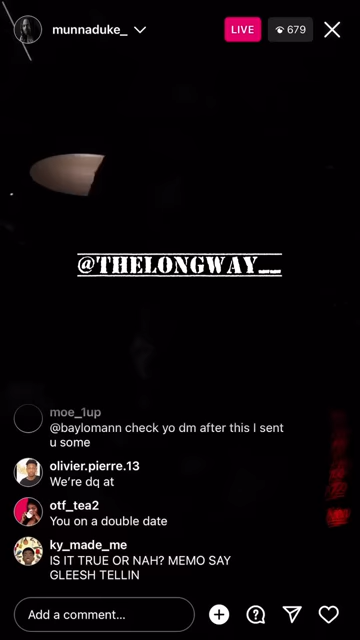 munnaduke_
LIVE
679
@THELONGWAY__
moe_1up
@baylomann check yo dm after this I sent
u some
olivier.pierre.13
We're dq at
otf_tea2
You on a double date
ky_made_me
IS IT TRUE OR NAH? MEMO SAY
GLEESH TELLIN
Add a comment...